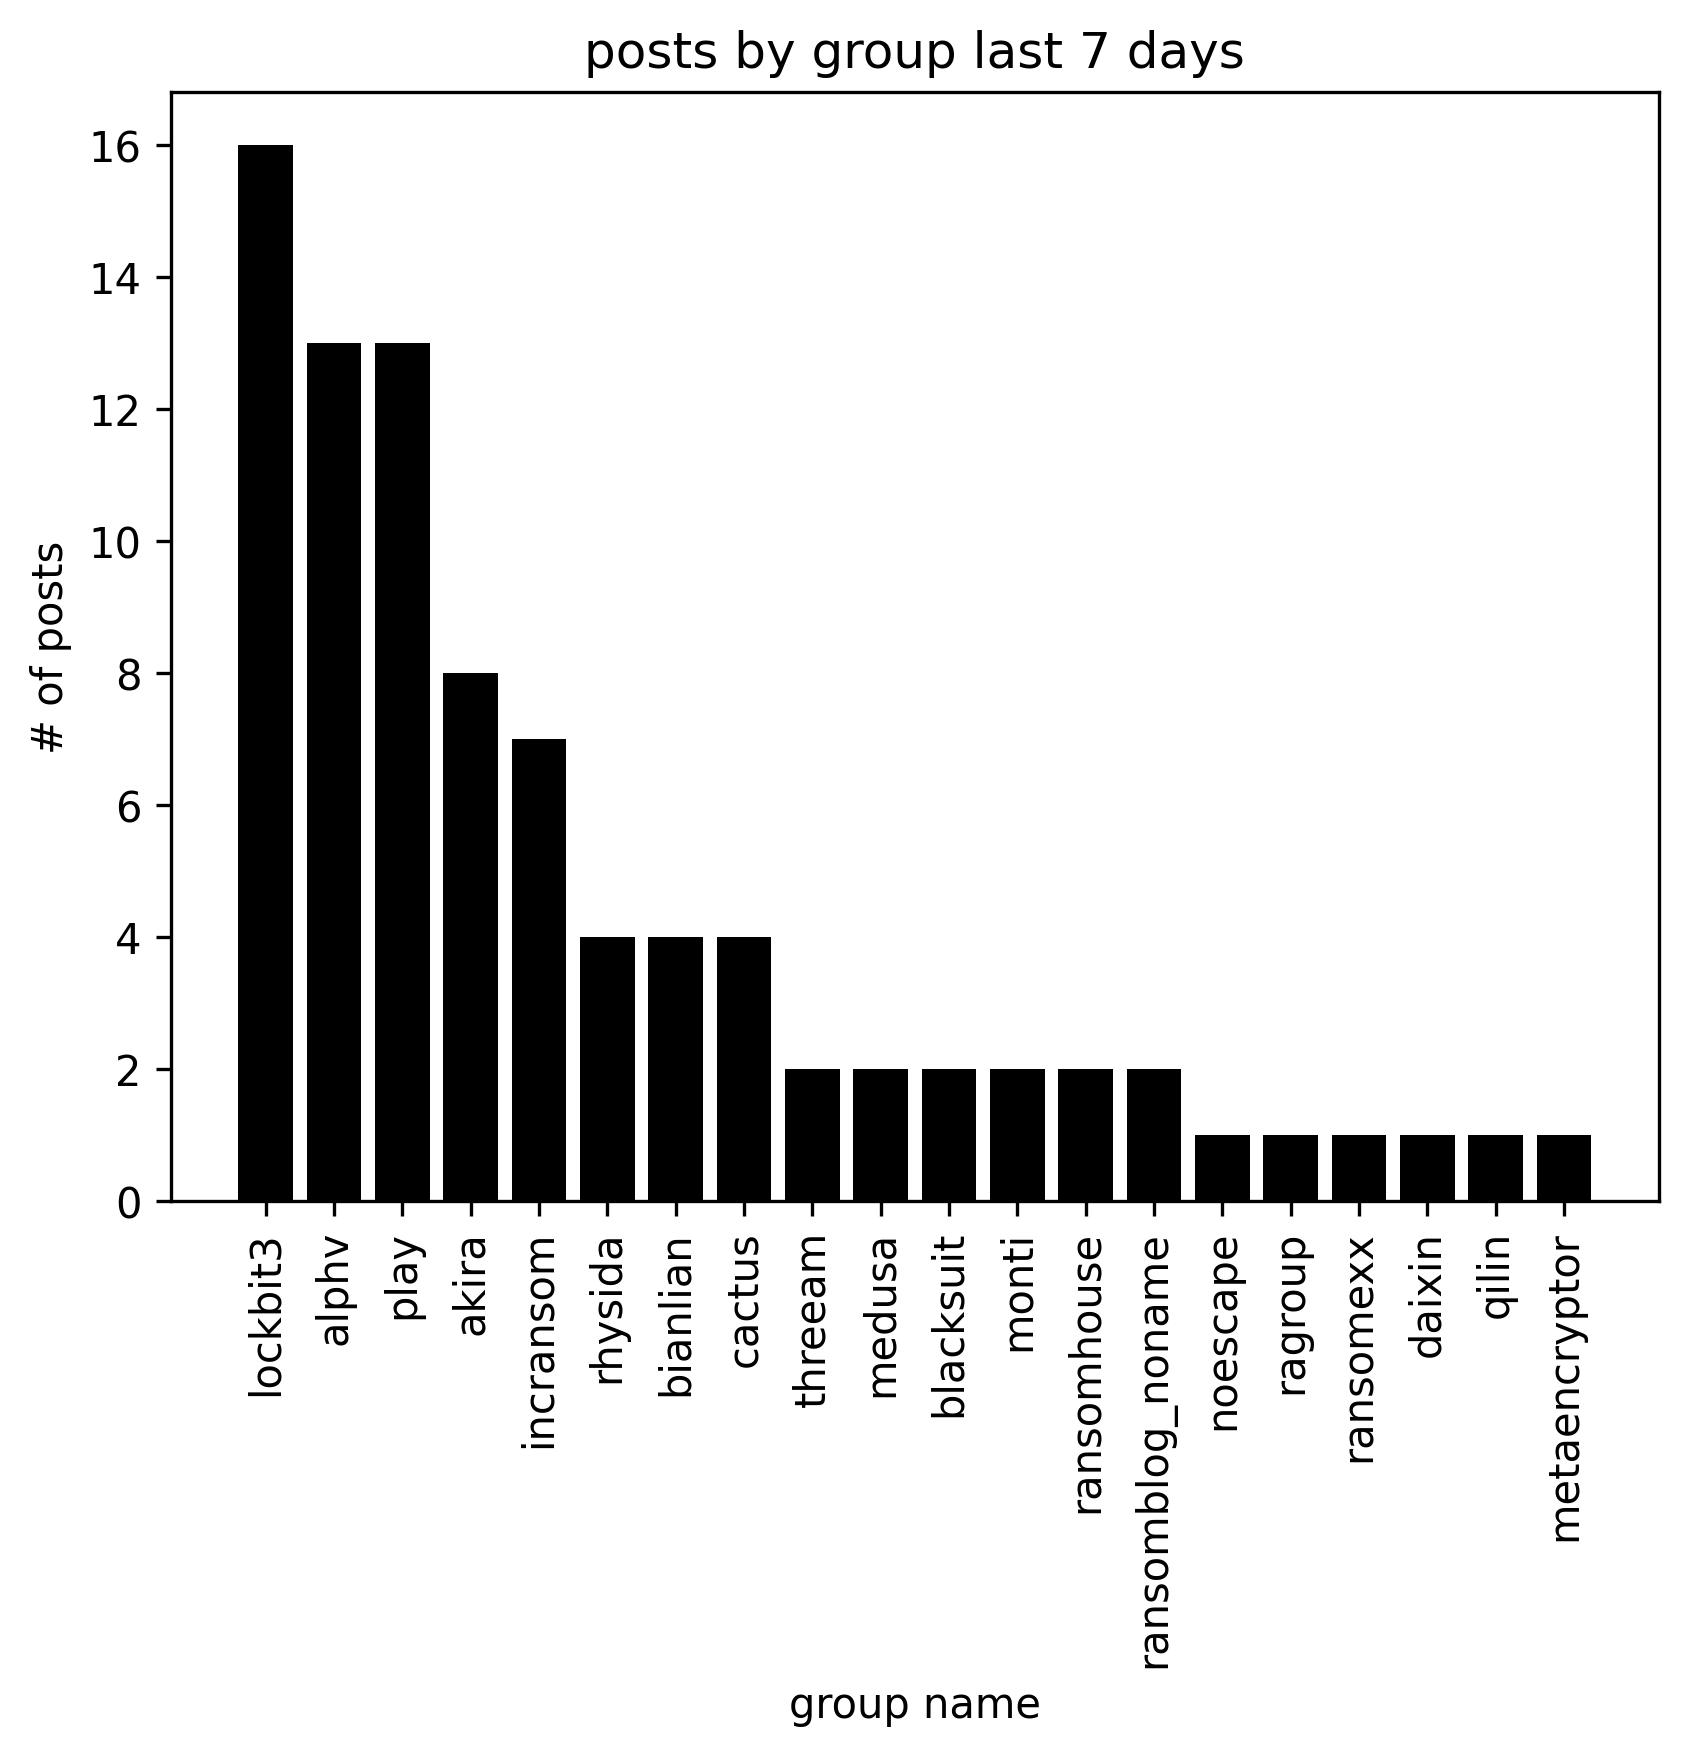 posts by group last 7 days
# of posts
16
14
12
10
8
6
4
2
0
lockbit3
alphv
play
akira
incransom
rhysida
bianlian
cactus
threeam
medusa
blacksuit
monti
ransomhouse
ransomblog_noname
noescape
ragroup
ransomexx
daixin
qilin
metaencryptor
group name